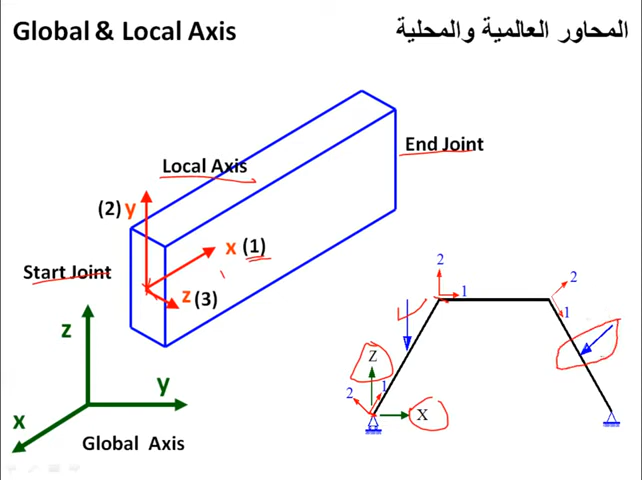 Global & Local Axis
المحاور العالمية والمحلية
End Joint
Local Axis
(2) y
x (1)
Start Joint
z (3)
z
y
x
Global Axis
2
1
2
1
Z
2
1
X